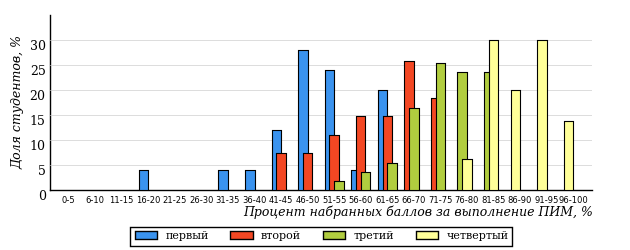 Доля студентов, %
30
25
20
15
10
5
0
0-5 6-10 11-15 16-20 21-25 26-30 31-35 36-40 41-45 46-50 51-55 56-60 61-65 66-70 71-75 76-80 81-85 86-90 91-95 96-100
Процент набранных баллов за выполнение ПИМ, %
первый второй третий четвертый